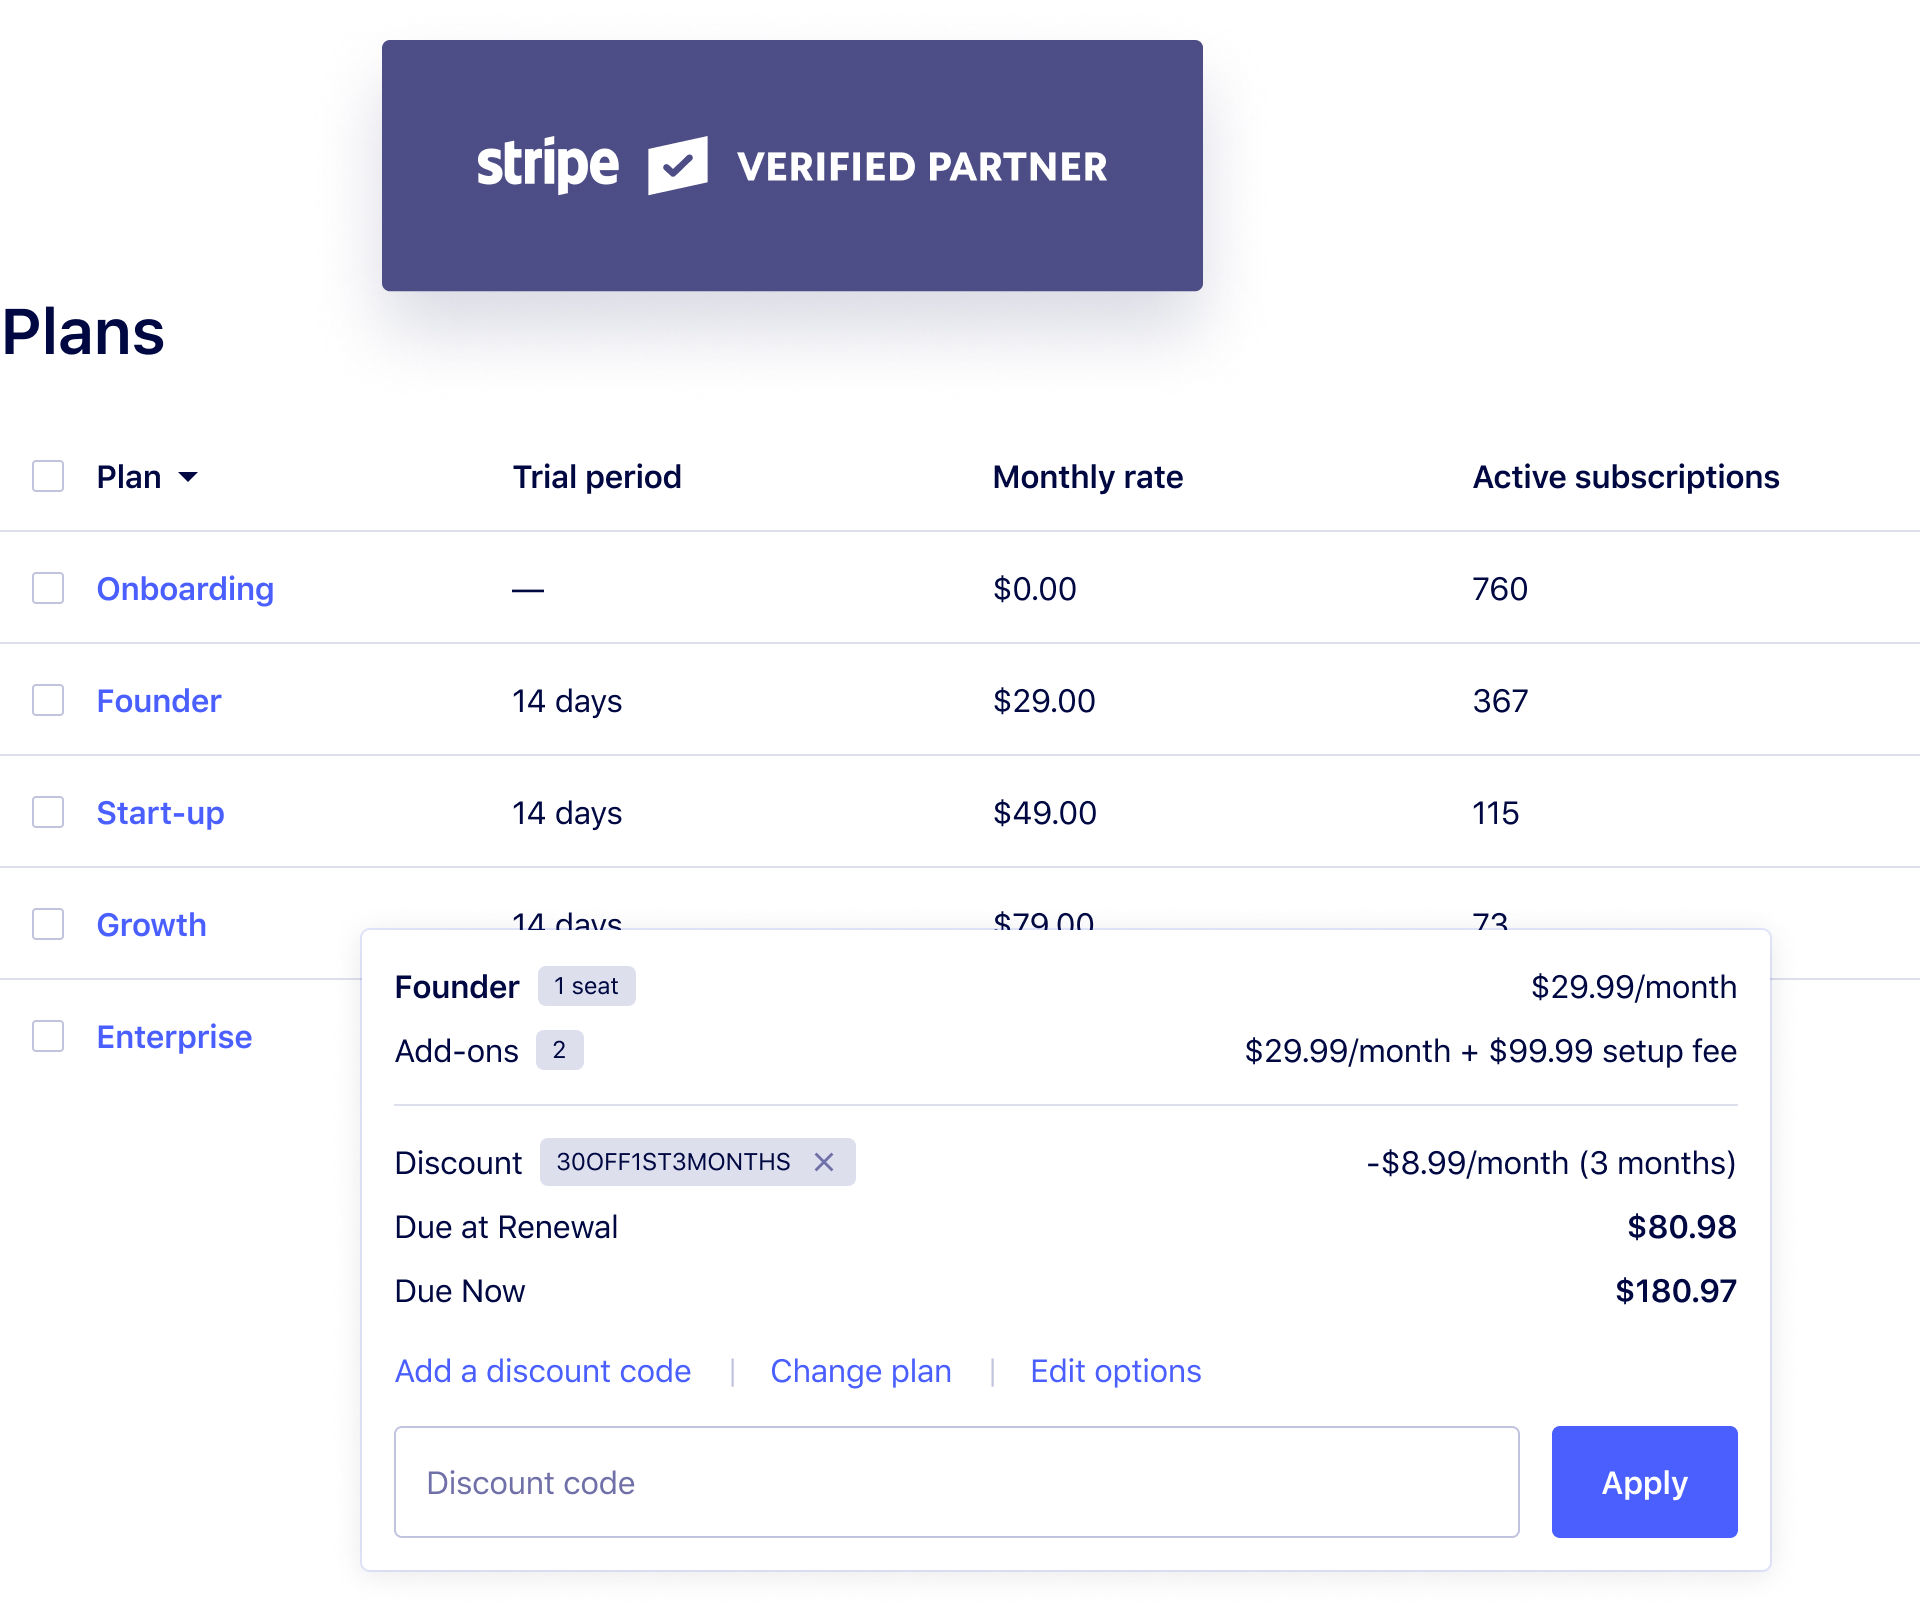 stripe VERIFIED PARTNER
Plans
Plan Trial period Monthly rate Active subscriptions
Onboarding — $0.00 760
Founder 14 days $29.00 367
Start-up 14 days $49.00 115
Growth 14 days $79.00 73
Founder 1 seat $29.99/month
Enterprise
Add-ons 2 $29.99/month + $99.99 setup fee
Discount 30OFF1ST3MONTHS -$8.99/month (3 months)
Due at Renewal $80.98
Due Now $180.97
Add a discount code | Change plan | Edit options
Discount code Apply